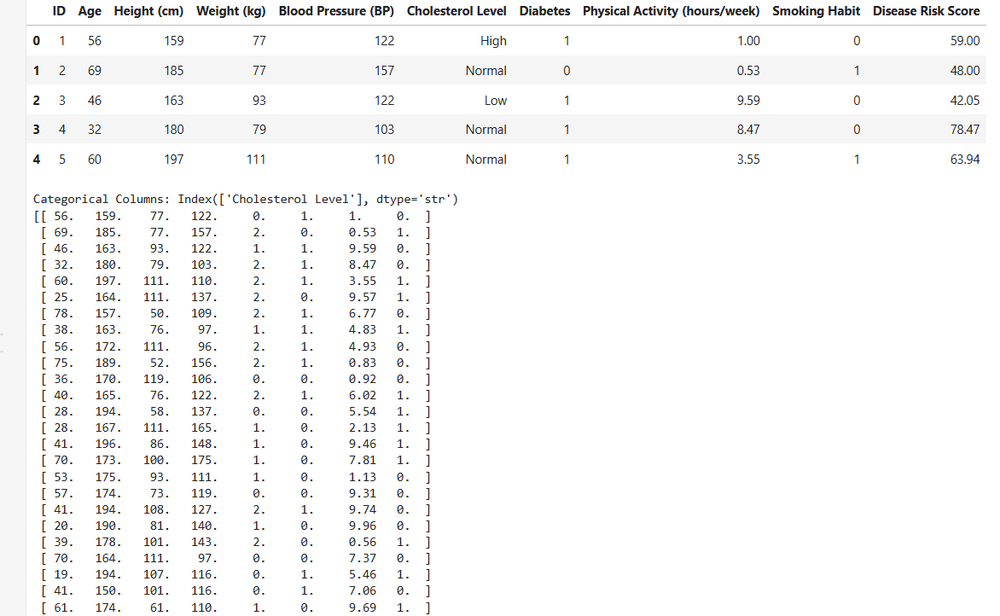 ID Age Height (cm) Weight (kg) Blood Pressure (BP) Cholesterol Level Diabetes Physical Activity (hours/week) Smoking Habit Disease Risk Score
0 1 56 159 77 122 High 1 1.00 0 59.00
1 2 69 185 77 157 Normal 0 0.53 1 48.00
2 3 46 163 93 122 Low 1 9.59 0 42.05
3 4 32 180 79 103 Normal 1 8.47 0 78.47
4 5 60 197 111 110 Normal 1 3.55 1 63.94
Categorical Columns: Index(['Cholesterol Level'], dtype='str')
[[ 56. 159. 77. 122. 0. 1. 1. 0. ]
[ 69. 185. 77. 157. 2. 0. 0.53 1. ]
[ 46. 163. 93. 122. 1. 1. 9.59 0. ]
[ 32. 180. 79. 103. 2. 1. 8.47 0. ]
[ 60. 197. 111. 110. 2. 1. 3.55 1. ]
[ 25. 164. 111. 137. 2. 0. 9.57 1. ]
[ 78. 157. 50. 109. 2. 1. 6.77 0. ]
[ 38. 163. 76. 97. 1. 1. 4.83 1. ]
[ 56. 172. 111. 96. 2. 1. 4.93 0. ]
[ 75. 189. 52. 156. 2. 1. 0.83 0. ]
[ 36. 170. 119. 106. 0. 0. 0.92 0. ]
[ 40. 165. 76. 122. 2. 1. 6.02 1. ]
[ 28. 194. 58. 137. 0. 0. 5.54 1. ]
[ 28. 167. 111. 165. 1. 0. 2.13 1. ]
[ 41. 196. 86. 148. 1. 0. 9.46 1. ]
[ 70. 173. 100. 175. 1. 0. 7.81 1. ]
[ 53. 175. 93. 111. 1. 0. 1.13 0. ]
[ 57. 174. 73. 119. 0. 0. 9.31 0. ]
[ 41. 194. 108. 127. 2. 1. 9.74 0. ]
[ 20. 190. 81. 140. 1. 0. 9.96 0. ]
[ 39. 178. 101. 143. 2. 0. 0.56 1. ]
[ 70. 164. 111. 97. 0. 0. 7.37 0. ]
[ 19. 194. 107. 116. 0. 1. 5.46 1. ]
[ 41. 150. 101. 116. 0. 1. 7.06 0. ]
[ 61. 174. 61. 110. 1. 0. 9.69 1. ]